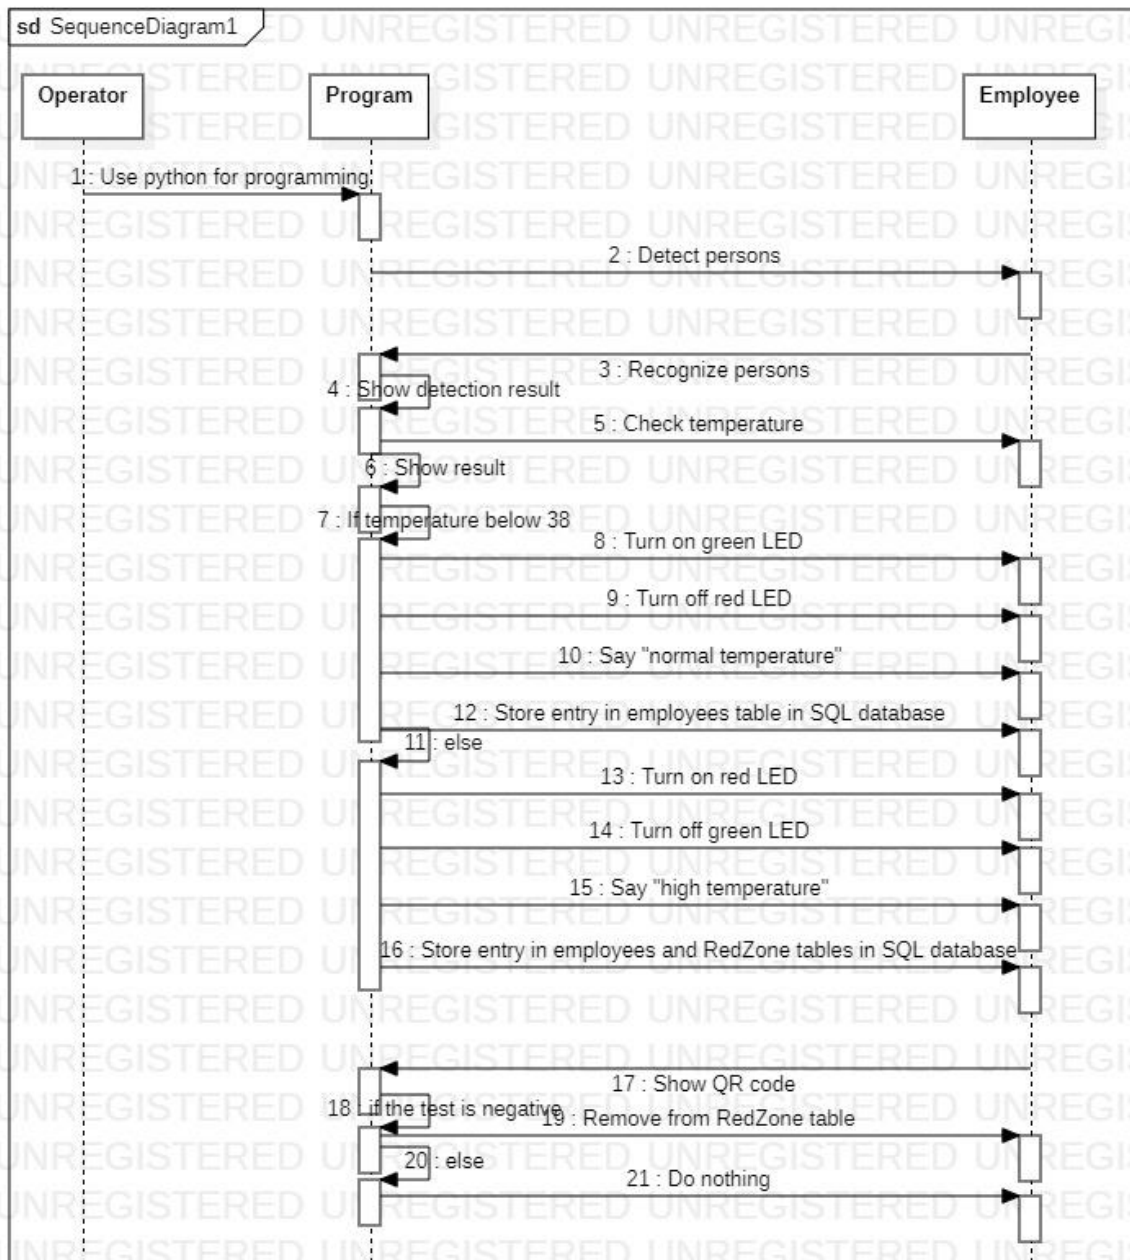 sd SequenceDiagram1
Operator
Program
Employee
1 : Use python for programming
2 : Detect persons
3 : Recognize persons
4 : Show detection result
5 : Check temperature
6 : Show result
7 : If temperature below 38
8 : Turn on green LED
9 : Turn off red LED
10 : Say "normal temperature"
12 : Store entry in employees table in SQL database
11 : else
13 : Turn on red LED
14 : Turn off green LED
15 : Say "high temperature"
16 : Store entry in employees and RedZone tables in SQL database
17 : Show QR code
18 : if the test is negative
19 : Remove from RedZone table
20 : else
21 : Do nothing
UNREGISTERED